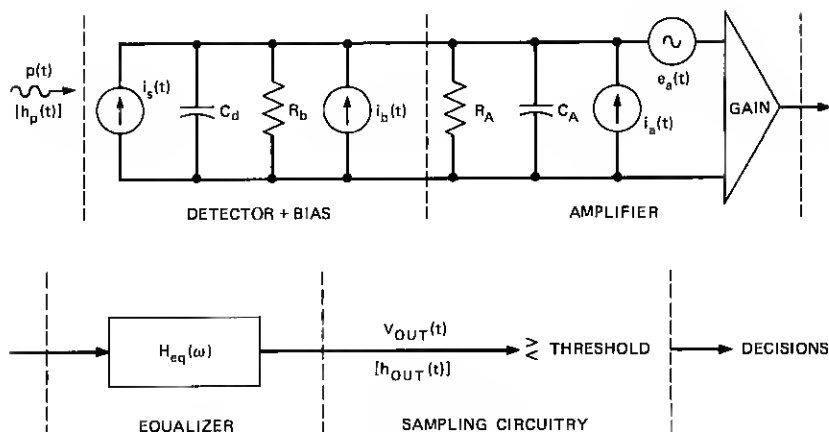 p(t)
[h_p(t)]
i_s(t)
C_d
R_b
i_b(t)
R_A
C_A
i_a(t)
e_a(t)
GAIN
DETECTOR + BIAS
AMPLIFIER
H_eq(ω)
V_OUT(t)
[h_OUT(t)]
> < THRESHOLD
DECISIONS
EQUALIZER
SAMPLING CIRCUITRY